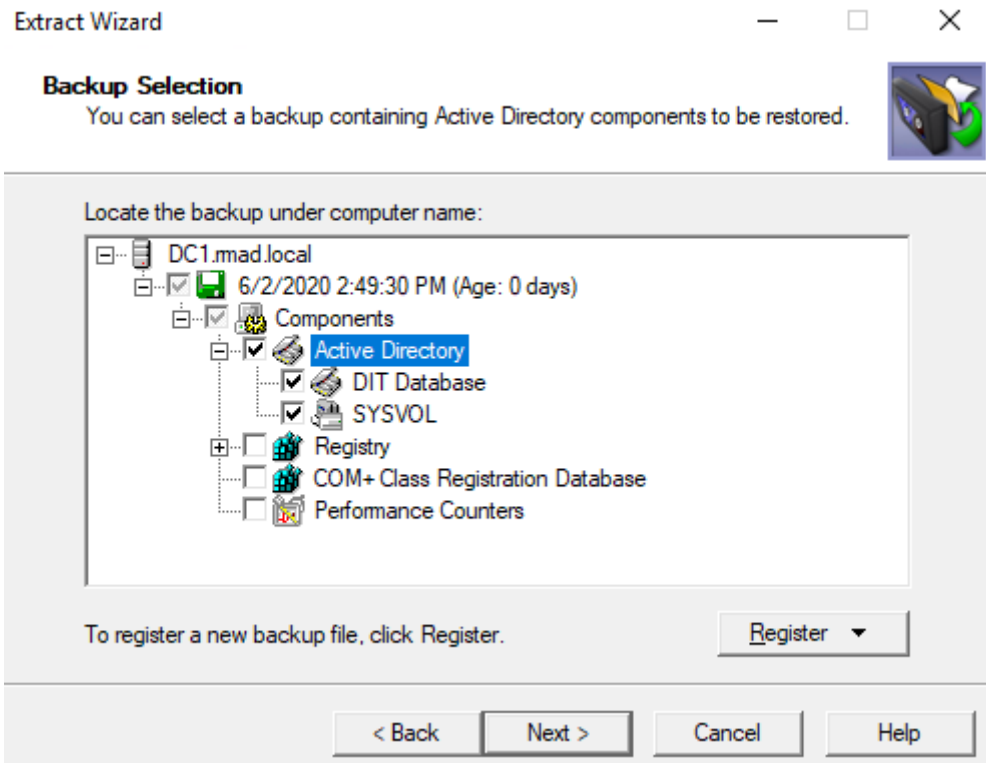 Extract Wizard
Backup Selection
You can select a backup containing Active Directory components to be restored.
Locate the backup under computer name:
DC1.rmad.local
6/2/2020 2:49:30 PM (Age: 0 days)
Components
Active Directory
DIT Database
SYSVOL
Registry
COM+ Class Registration Database
Performance Counters
To register a new backup file, click Register.
Register
< Back Next > Cancel Help